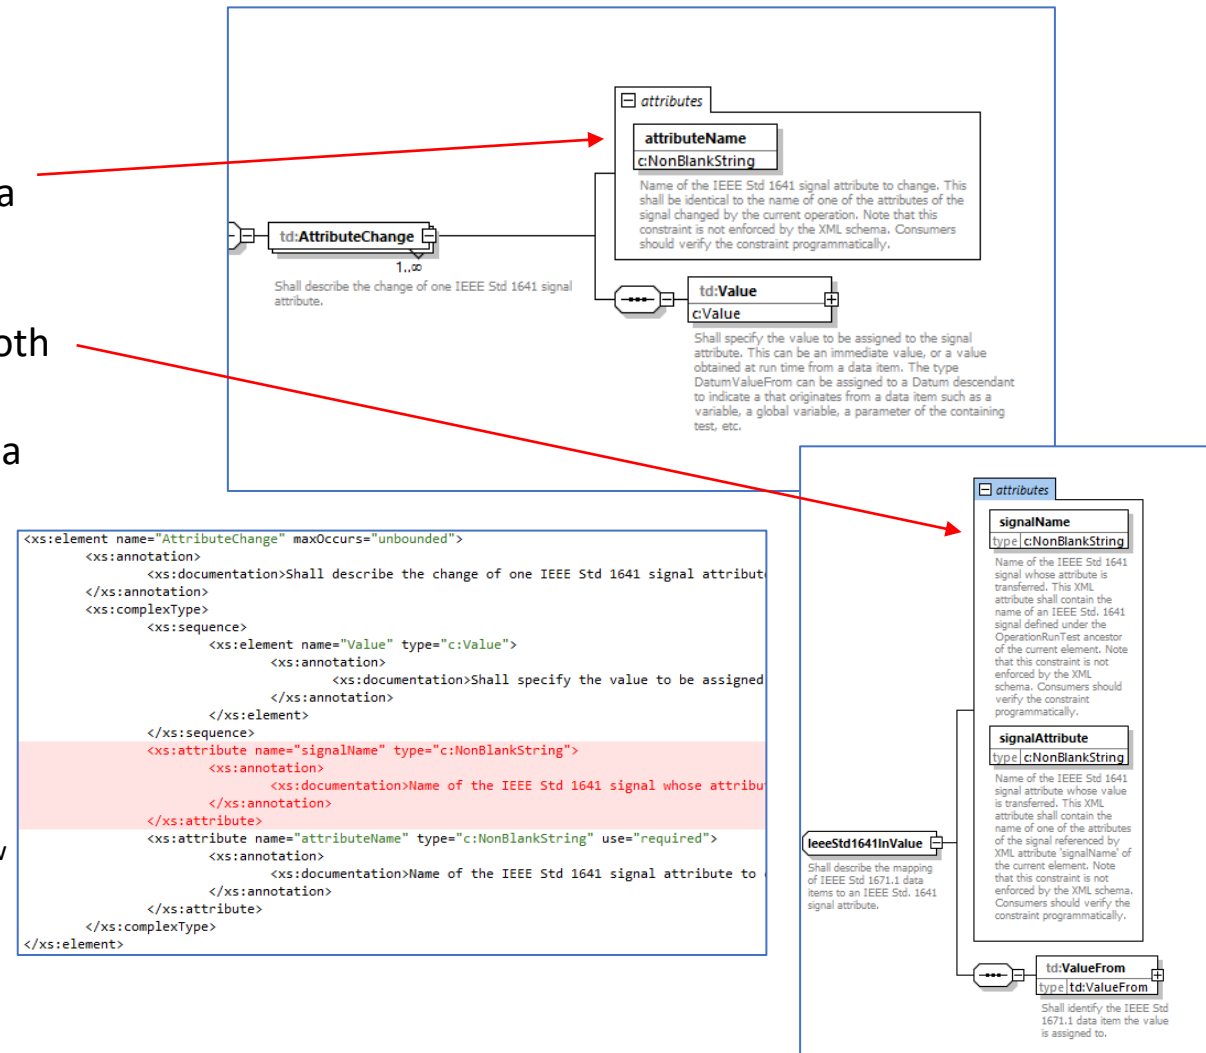 a
oth
a
w
attributes
attributeName
c:NonBlankString
Name of the IEEE Std 1641 signal attribute to change. This
shall be identical to the name of one of the attributes of the
signal changed by the current operation. Note that this
constraint is not enforced by the XML schema. Consumers
should verify the constraint programmatically.
td:AttributeChange
1..∞
Shall describe the change of one IEEE Std 1641 signal
attribute.
td:Value
c:Value
Shall specify the value to be assigned to the signal
attribute. This can be an immediate value, or a value
obtained at run time from a data item. The type
DatumValueFrom can be assigned to a Datum descendant
to indicate a that originates from a data item such as a
variable, a global variable, a parameter of the containing
test, etc.
<xs:element name="AttributeChange" maxOccurs="unbounded">
<xs:annotation>
<xs:documentation>Shall describe the change of one IEEE Std 1641 signal attribut
</xs:annotation>
<xs:complexType>
<xs:sequence>
<xs:element name="Value" type="c:Value">
<xs:annotation>
<xs:documentation>Shall specify the value to be assigned
</xs:annotation>
</xs:element>
</xs:sequence>
<xs:attribute name="signalName" type="c:NonBlankString">
<xs:annotation>
<xs:documentation>Name of the IEEE Std 1641 signal whose attribu
</xs:annotation>
</xs:attribute>
<xs:attribute name="attributeName" type="c:NonBlankString" use="required">
<xs:annotation>
<xs:documentation>Name of the IEEE Std 1641 signal attribute to
</xs:annotation>
</xs:attribute>
</xs:complexType>
</xs:element>
attributes
signalName
type c:NonBlankString
Name of the IEEE Std 1641
signal whose attribute is
transferred. This XML
attribute shall contain the
name of an IEEE Std. 1641
signal defined under the
OperationRunTest ancestor
of the current element. Note
that this constraint is not
enforced by the XML
schema. Consumers should
verify the constraint
programmatically.
signalAttribute
type c:NonBlankString
Name of the IEEE Std 1641
signal attribute whose value
is transferred. This XML
attribute shall contain the
name of one of the attributes
of the signal referenced by
XML attribute 'signalName' of
the current element. Note
that this constraint is not
enforced by the XML schema.
Consumers should verify the
constraint programmatically.
IeeeStd1641InValue
Shall describe the mapping
of IEEE Std 1671.1 data
items to an IEEE Std. 1641
signal attribute.
td:ValueFrom
type td:ValueFrom
Shall identify the IEEE Std
1671.1 data item the value
is assigned to.